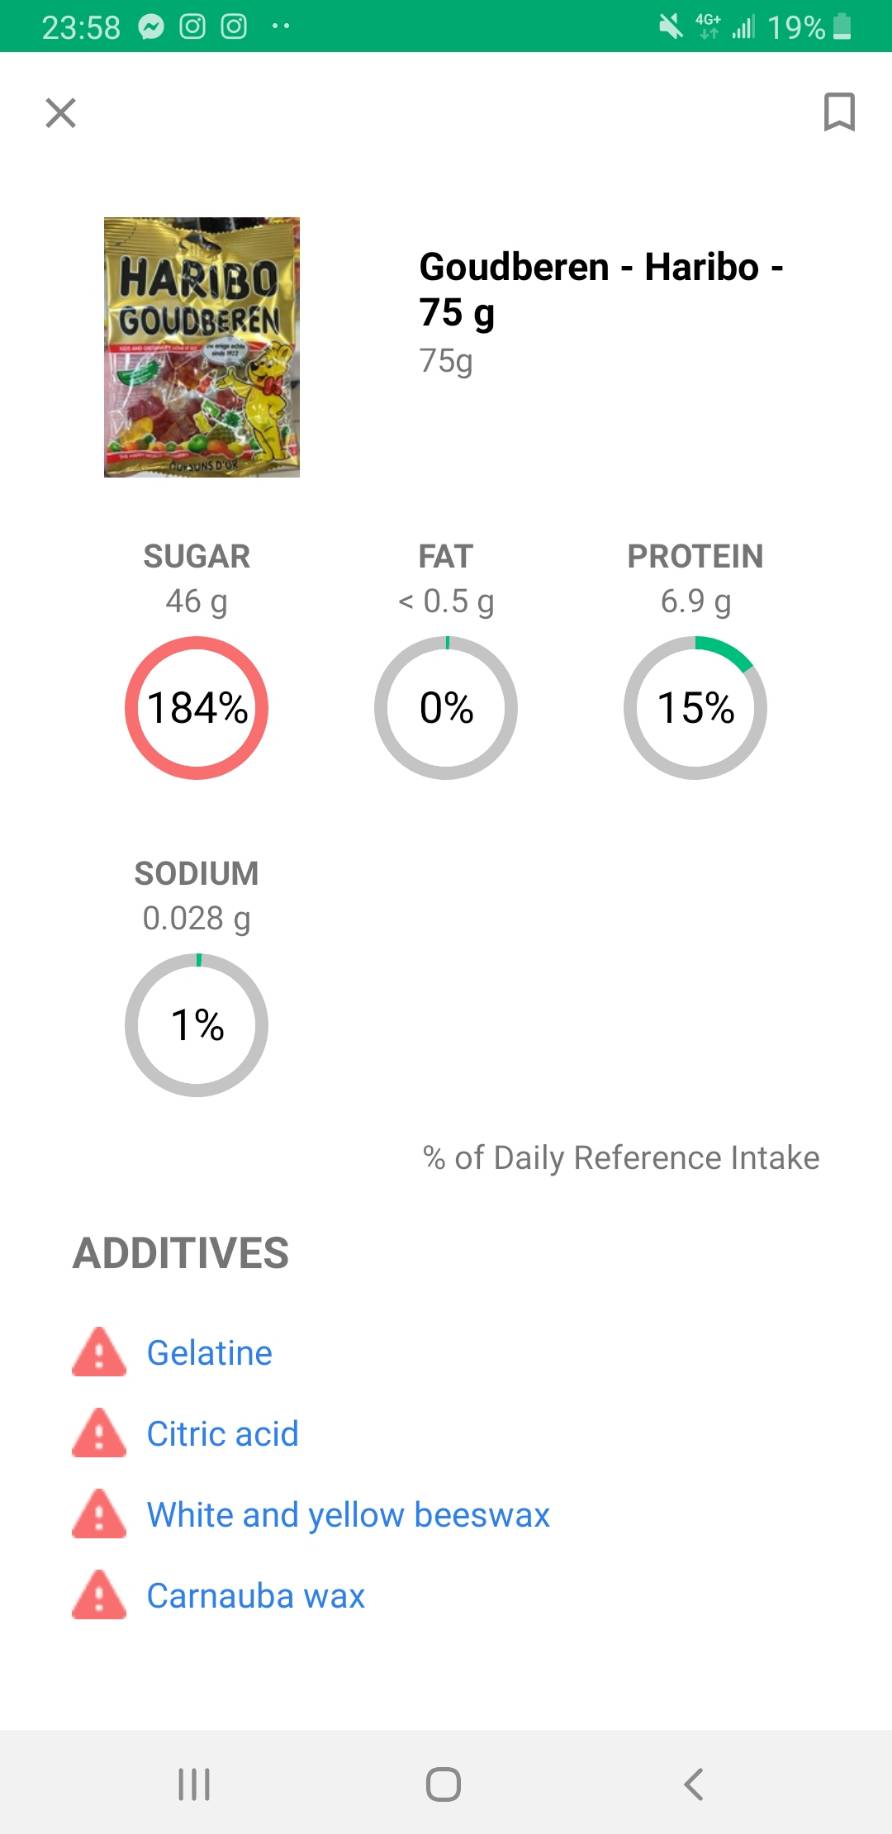 23:58
4G+
19%
HARIBO
GOUDBEREN
sinds 1922
OURSONS D'OR
Goudberen - Haribo -
75 g
75g
SUGAR
46 g
184%
FAT
< 0.5 g
0%
PROTEIN
6.9 g
15%
SODIUM
0.028 g
1%
% of Daily Reference Intake
ADDITIVES
Gelatine
Citric acid
White and yellow beeswax
Carnauba wax